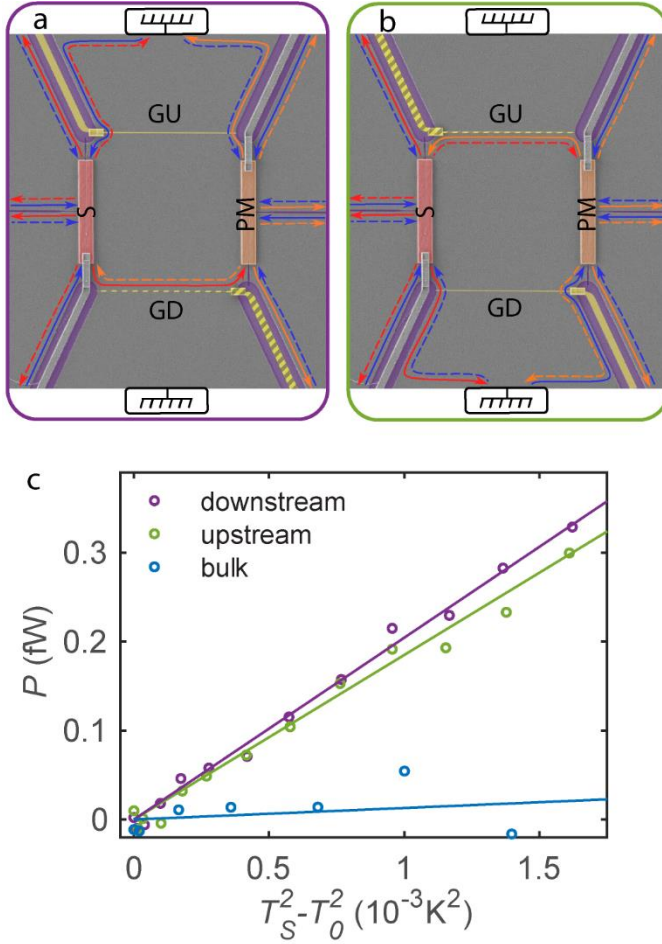 a
b
GU
GU
S
PM
S
PM
GD
GD
c
downstream
upstream
bulk
P (fW)
0.3
0.2
0.1
0
0
0.5
1
1.5
T_S^2-T_0^2 (10^-3K^2)